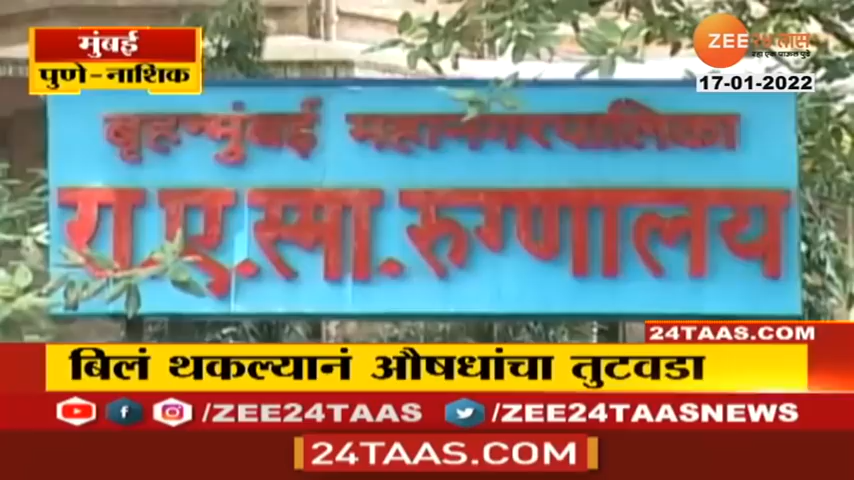 मुंबई
पुणे-नाशिक
ZEE २४ तास
17-01-2022
बृहन्मुंबई महानगरपालिका
रा.ए.स्मा.रुग्णालय
24TAAS.COM
बिलं थकल्यानं औषधांचा तुटवडा
/ZEE24TAAS /ZEE24TAASNEWS
24TAAS.COM